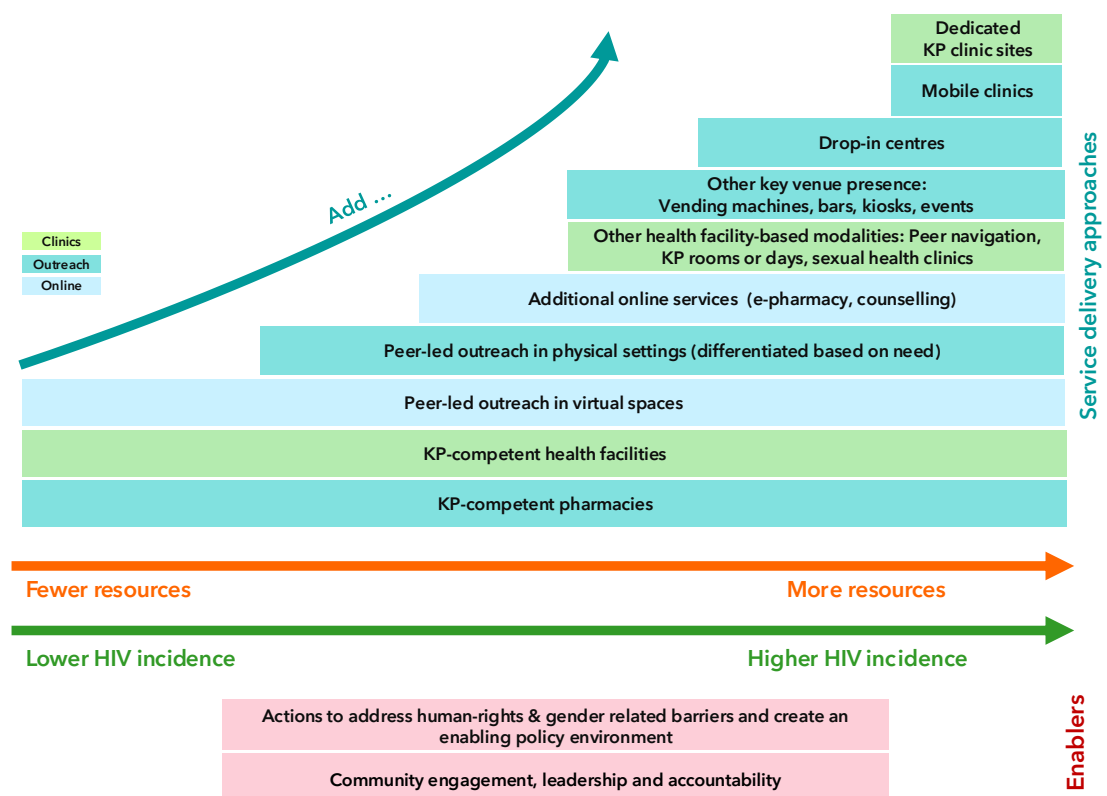 Dedicated
KP clinic sites
Mobile clinics
Drop-in centres
Other key venue presence:
Vending machines, bars, kiosks, events
Add ...
Other health facility-based modalities: Peer navigation,
KP rooms or days, sexual health clinics
Clinics
Outreach
Online
Additional online services (e-pharmacy, counselling)
Peer-led outreach in physical settings (differentiated based on need)
Peer-led outreach in virtual spaces
KP-competent health facilities
KP-competent pharmacies
Service delivery approaches
Fewer resources
More resources
Lower HIV incidence
Higher HIV incidence
Actions to address human-rights & gender related barriers and create an
enabling policy environment
Community engagement, leadership and accountability
Enablers